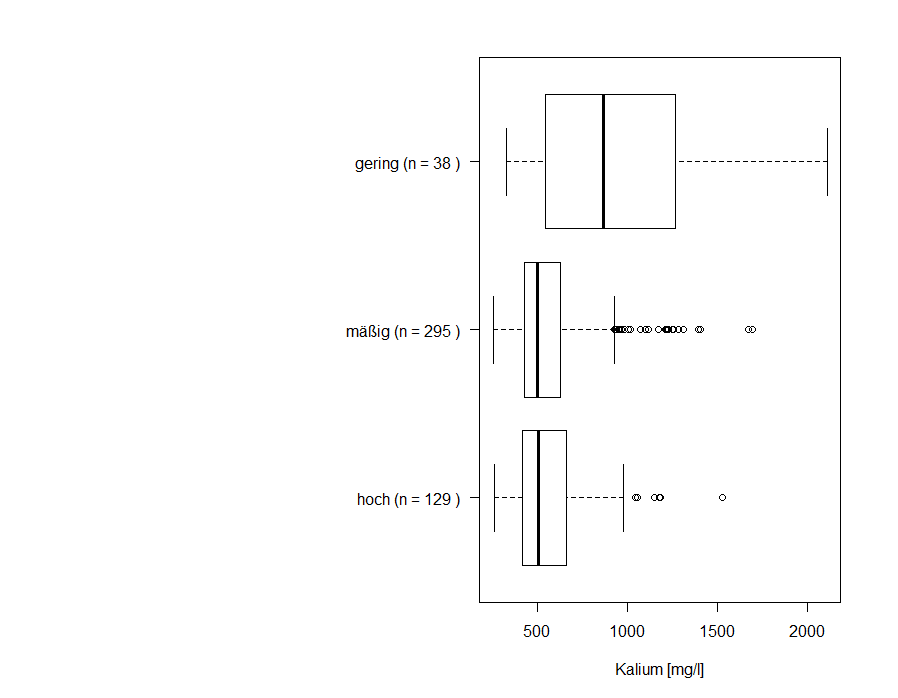 gering (n = 38 )
mäßig (n = 295 )
hoch (n = 129 )
500 1000 1500 2000
Kalium [mg/l]